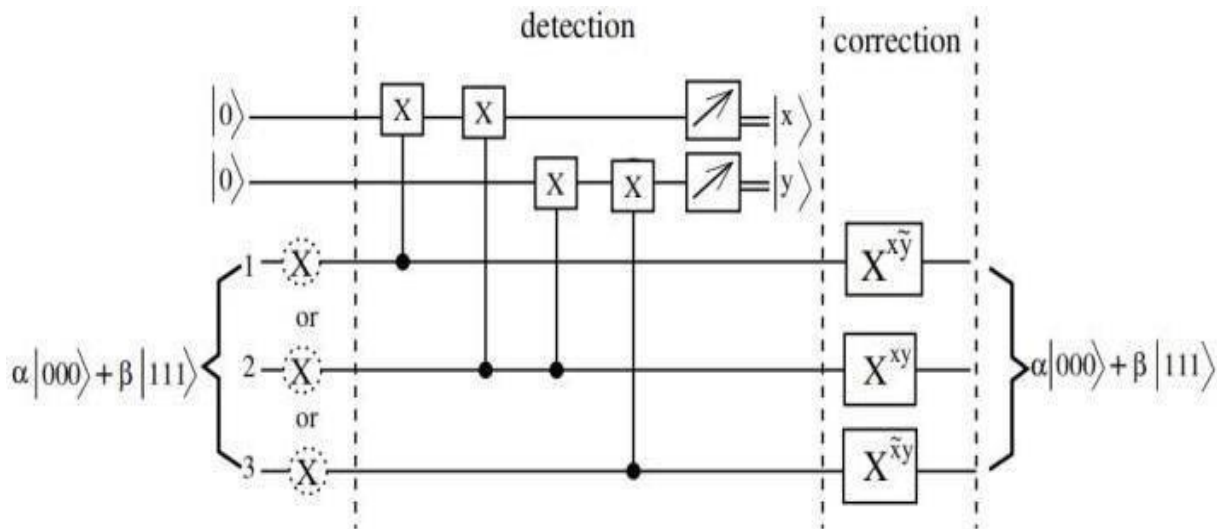 detection
correction
|0⟩ X X |x⟩
|0⟩ X X |y⟩
1 X X^{xỹ}
or
α|000⟩ + β|111⟩ 2 X X^{xy} α|000⟩ + β|111⟩
or
3 X X^{x̃y}